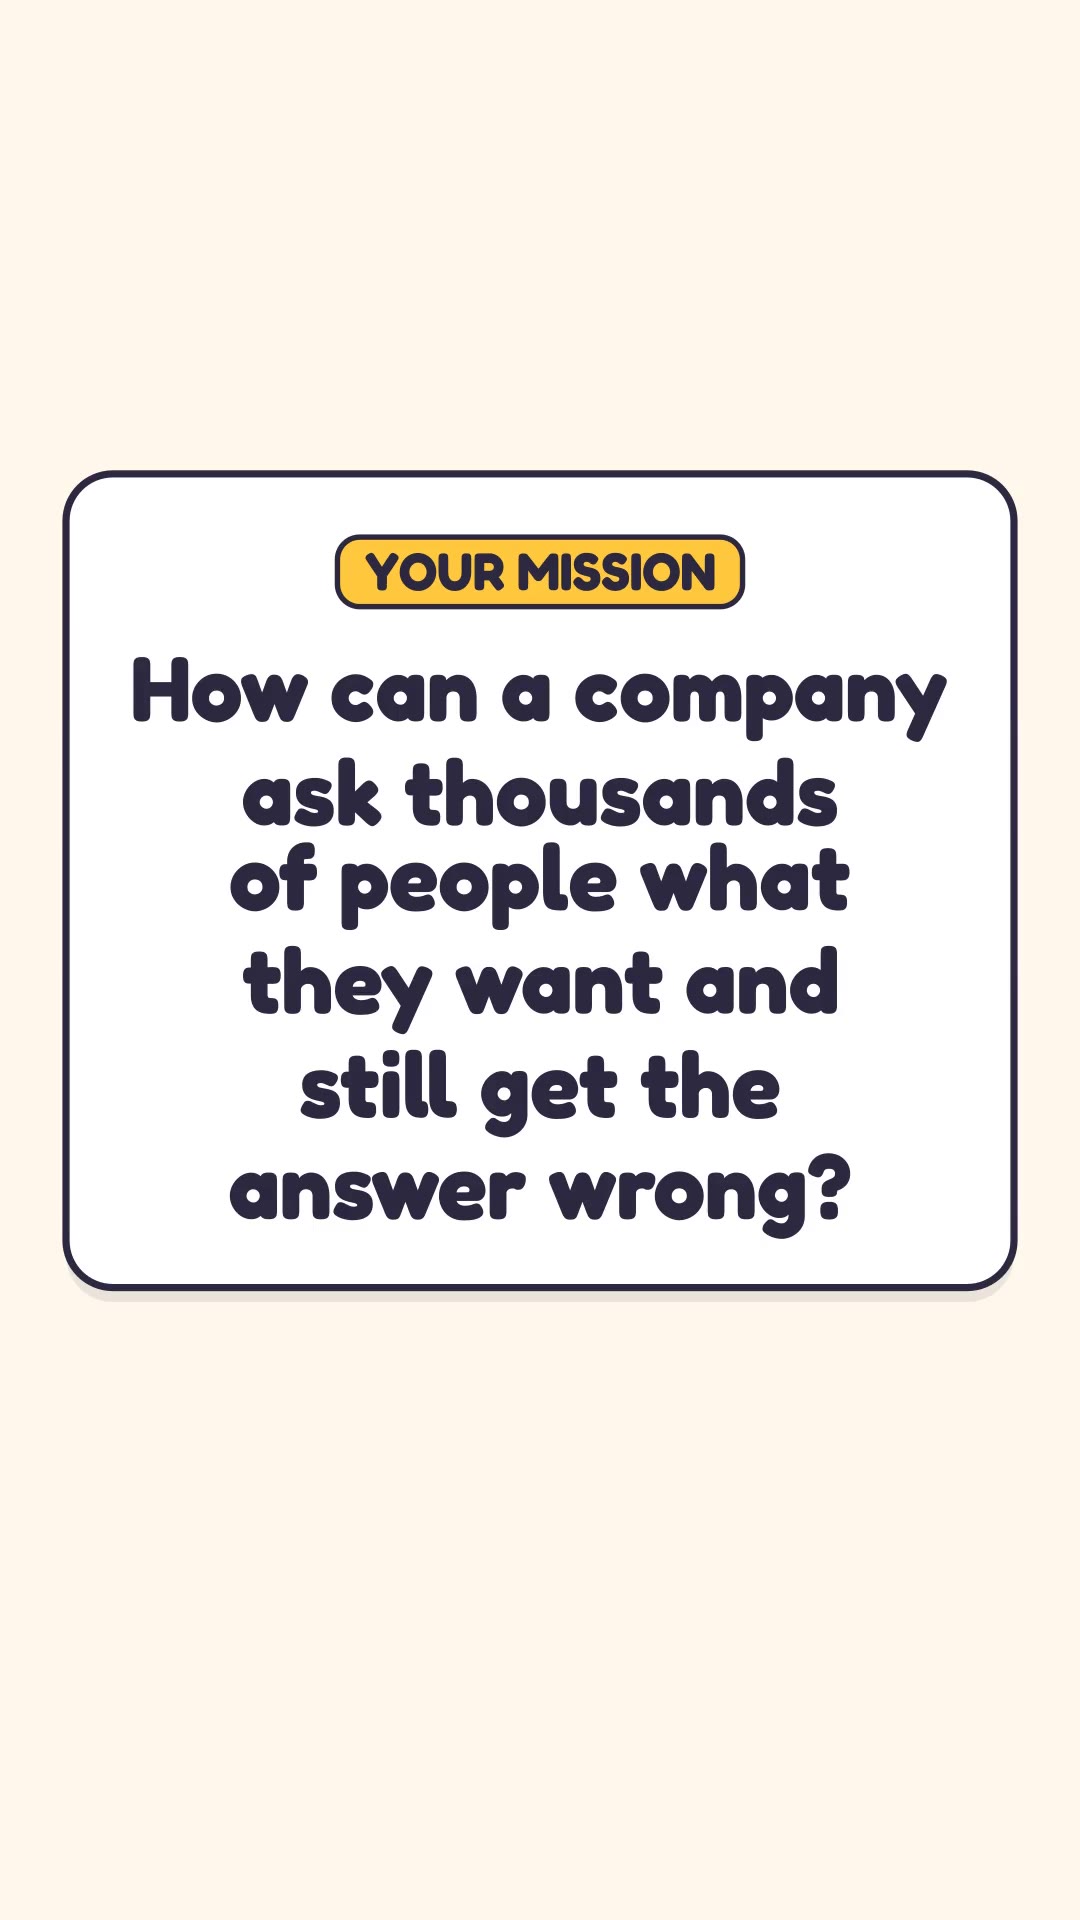 YOUR MISSION
How can a company
ask thousands
of people what
they want and
still get the
answer wrong?